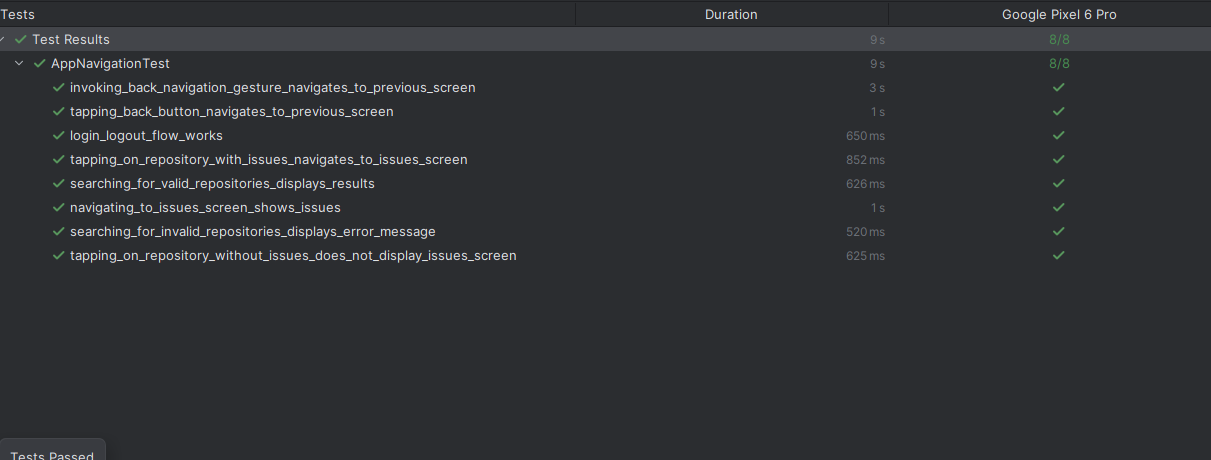 Tests Duration Google Pixel 6 Pro
Test Results 9 s 8/8
AppNavigationTest 9 s 8/8
invoking_back_navigation_gesture_navigates_to_previous_screen 3 s
tapping_back_button_navigates_to_previous_screen 1 s
login_logout_flow_works 650 ms
tapping_on_repository_with_issues_navigates_to_issues_screen 852 ms
searching_for_valid_repositories_displays_results 626 ms
navigating_to_issues_screen_shows_issues 1 s
searching_for_invalid_repositories_displays_error_message 520 ms
tapping_on_repository_without_issues_does_not_display_issues_screen 625 ms
Tests Passed